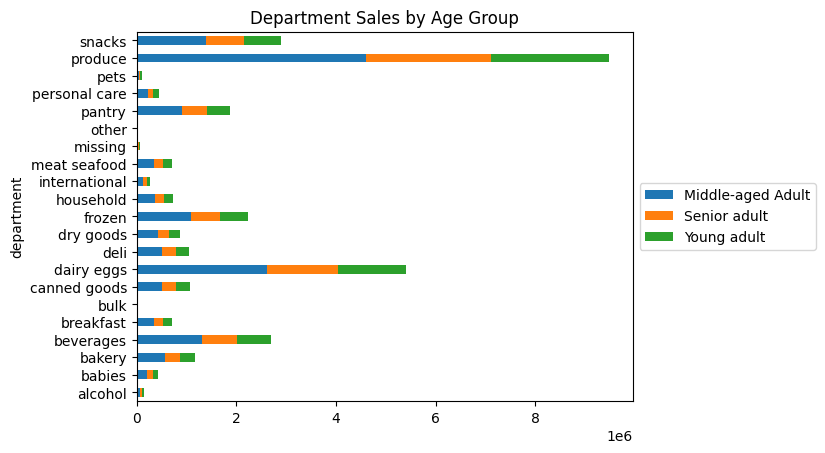 Department Sales by Age Group
snacks
produce
pets
personal care
pantry
other
missing
meat seafood
international
household
frozen
dry goods
deli
dairy eggs
canned goods
bulk
breakfast
beverages
bakery
babies
alcohol
department
0 2 4 6 8
1e6
Middle-aged Adult
Senior adult
Young adult